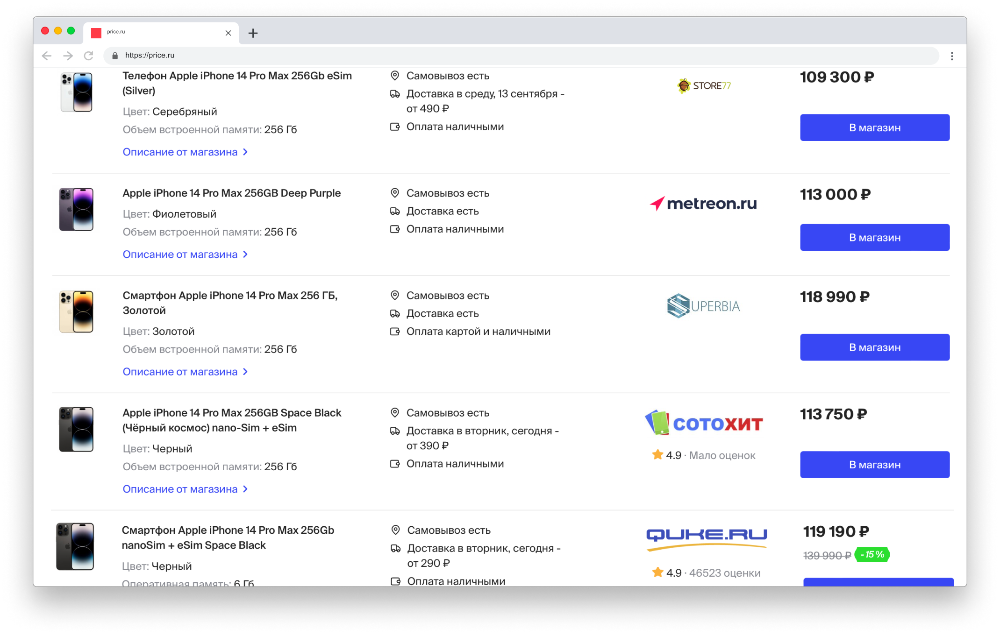 price.ru
https://price.ru
Телефон Apple iPhone 14 Pro Max 256Gb eSim
(Silver)
Цвет: Серебряный
Объем встроенной памяти: 256 Гб
Описание от магазина
Самовывоз есть
Доставка в среду, 13 сентября -
от 490 ₽
Оплата наличными
STORE77
109 300 ₽
В магазин
Apple iPhone 14 Pro Max 256GB Deep Purple
Цвет: Фиолетовый
Объем встроенной памяти: 256 Гб
Описание от магазина
Самовывоз есть
Доставка есть
Оплата наличными
metreon.ru
113 000 ₽
В магазин
Смартфон Apple iPhone 14 Pro Max 256 ГБ,
Золотой
Цвет: Золотой
Объем встроенной памяти: 256 Гб
Описание от магазина
Самовывоз есть
Доставка есть
Оплата картой и наличными
SUPERBIA
118 990 ₽
В магазин
Apple iPhone 14 Pro Max 256GB Space Black
(Чёрный космос) nano-Sim + eSim
Цвет: Черный
Объем встроенной памяти: 256 Гб
Описание от магазина
Самовывоз есть
Доставка в вторник, сегодня -
от 390 ₽
Оплата наличными
СОТОХИТ
4.9 · Мало оценок
113 750 ₽
В магазин
Смартфон Apple iPhone 14 Pro Max 256Gb
nanoSim + eSim Space Black
Цвет: Черный
Оперативная память: 6 Гб
Самовывоз есть
Доставка в вторник, сегодня -
от 290 ₽
Оплата наличными
QUKE.RU
4.9 · 46523 оценки
119 190 ₽
139 990 ₽ -15%